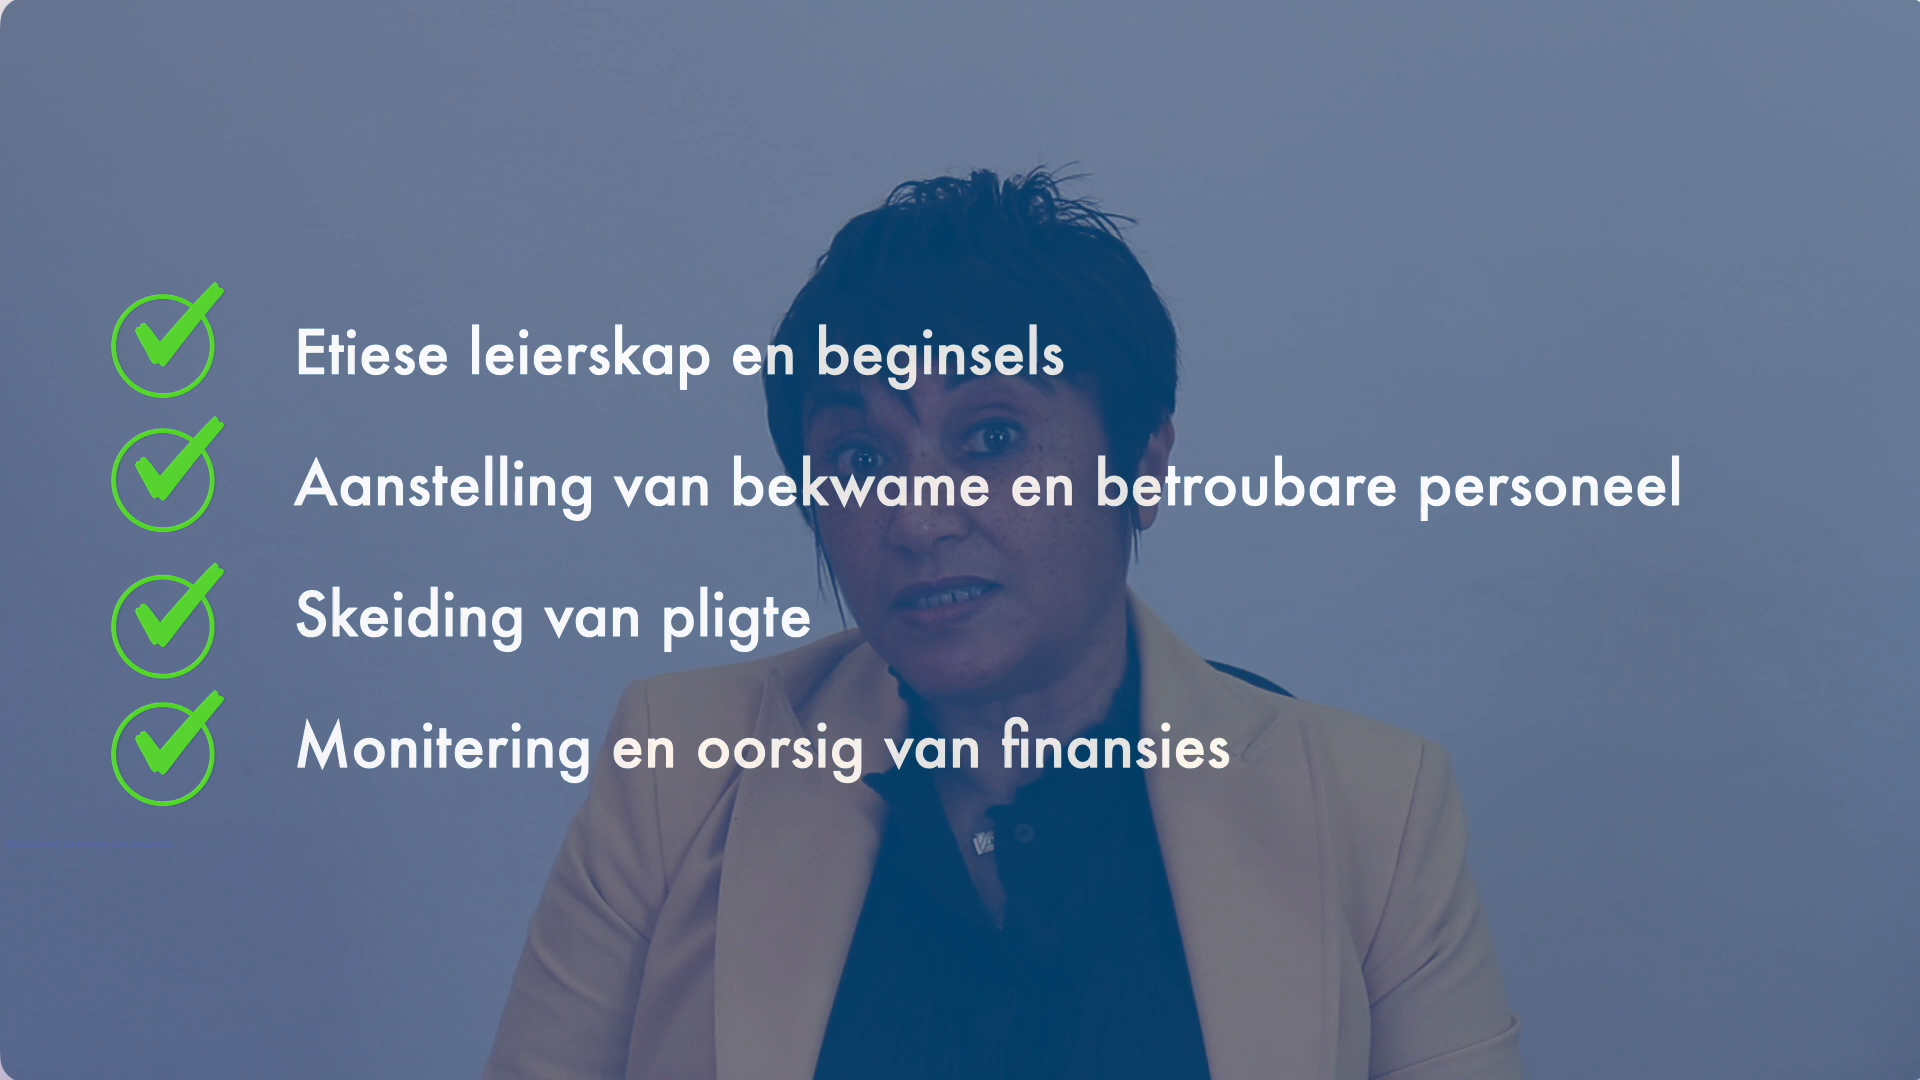 Etiese leierskap en beginsels
Aanstelling van bekwame en betroubare personeel
Skeiding van pligte
Monitering en oorsig van finansies